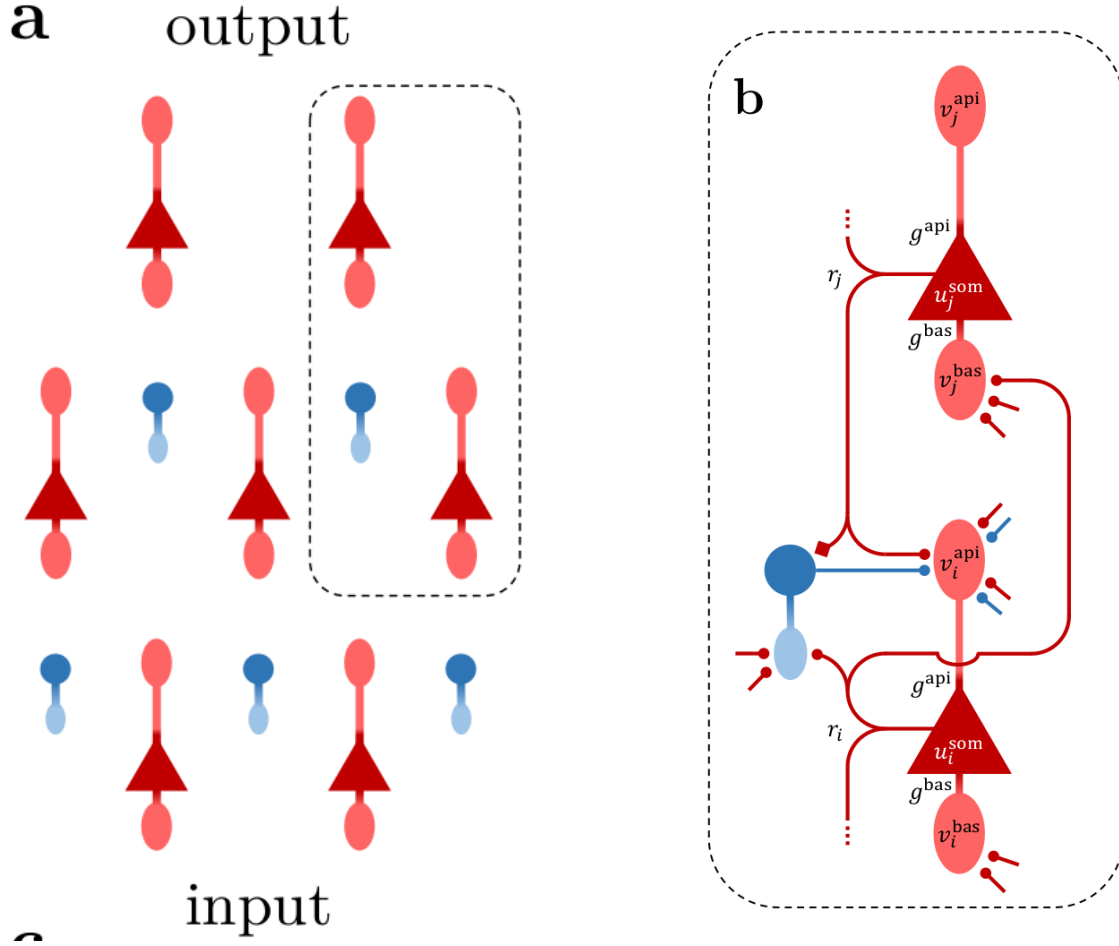 a
output
b
v_j^api
g^api
r_j
u_j^som
g^bas
v_j^bas
v_i^api
g^api
r_i
u_i^som
g^bas
v_i^bas
input